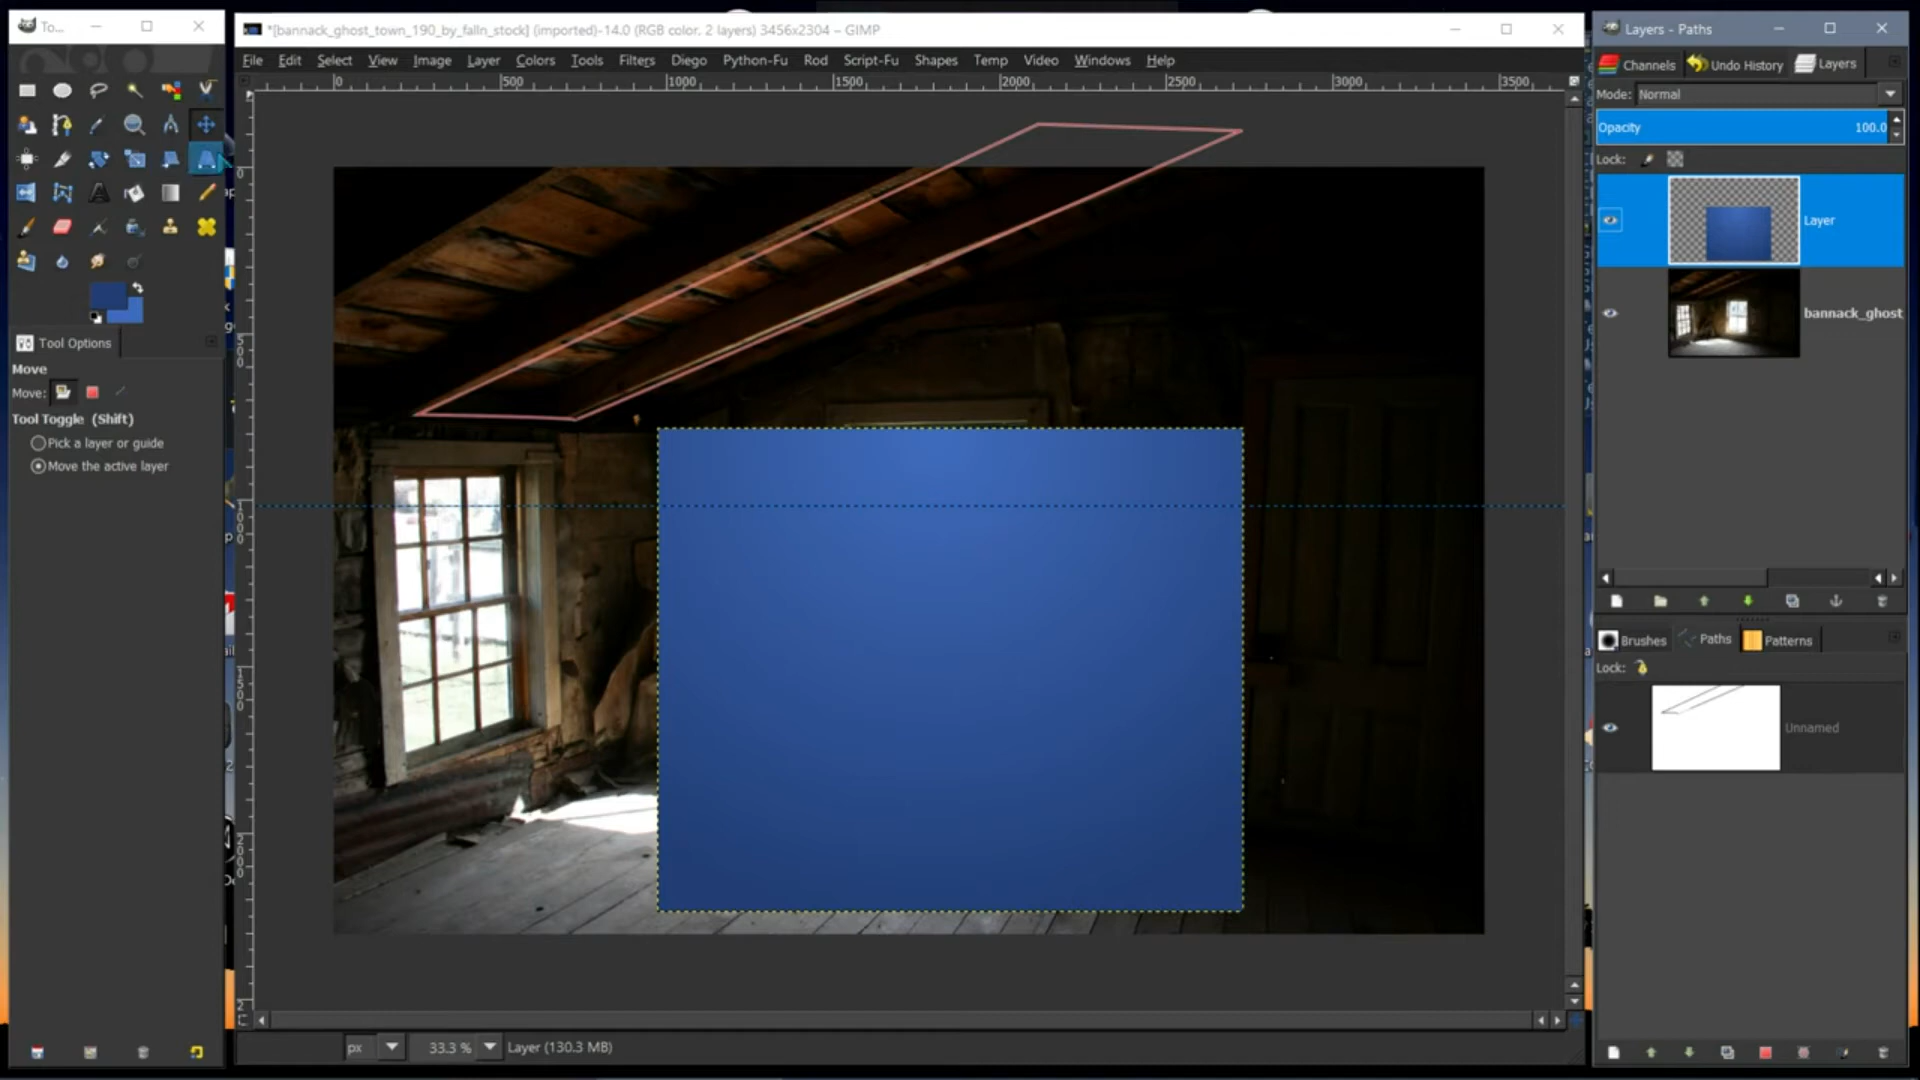 To...
*[bannack_ghost_town_190_by_falln_stock] (imported)-14.0 (RGB color, 2 layers) 3456x2304 – GIMP
Layers - Paths
File Edit Select View Image Layer Colors Tools Filters Diego Python-Fu Rod Script-Fu Shapes Temp Video Windows Help
Channels Undo History Layers
0 500 1000 1500 2000 2500 3000 3500
Mode: Normal
Opacity 100.0
Lock:
Layer
bannack_ghost
Tool Options
Move
Move:
Tool Toggle (Shift)
Pick a layer or guide
Move the active layer
Brushes Paths Patterns
Lock:
Unnamed
px 33.3 % Layer (130.3 MB)